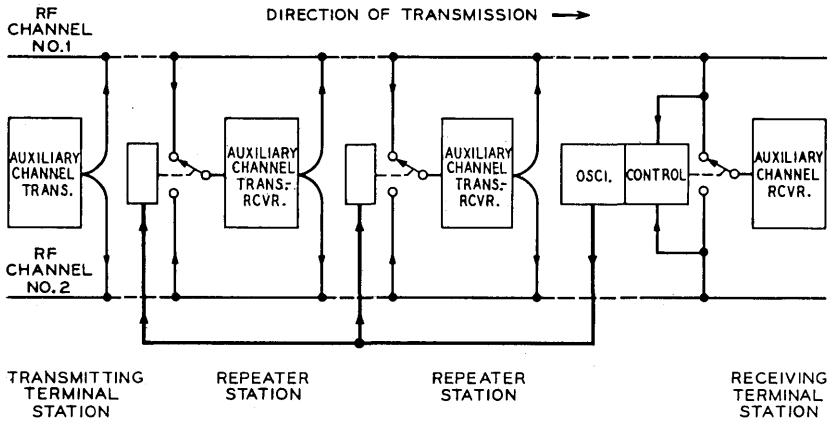 RF
CHANNEL
NO.1
DIRECTION OF TRANSMISSION
AUXILIARY
CHANNEL
TRANS.
AUXILIARY
CHANNEL
TRANS.-
RCVR.
AUXILIARY
CHANNEL
TRANS.-
RCVR.
OSCI.
CONTROL
AUXILIARY
CHANNEL
RCVR.
RF
CHANNEL
NO.2
TRANSMITTING
TERMINAL
STATION
REPEATER
STATION
REPEATER
STATION
RECEIVING
TERMINAL
STATION